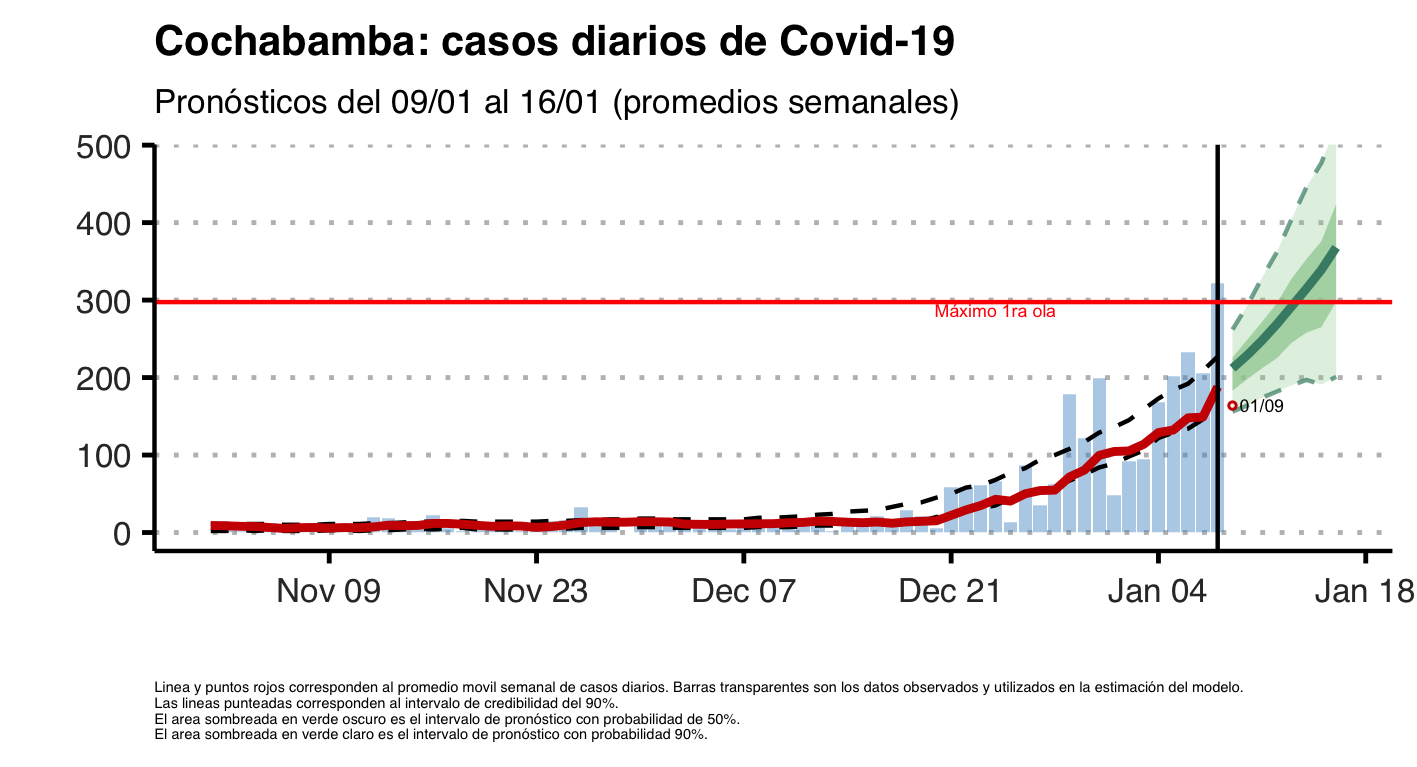 Cochabamba: casos diarios de Covid-19
Pronósticos del 09/01 al 16/01 (promedios semanales)
500
400
300
Máximo 1ra ola
200
01/09
100
0
Nov 09 Nov 23 Dec 07 Dec 21 Jan 04 Jan 18
Linea y puntos rojos corresponden al promedio movil semanal de casos diarios. Barras transparentes son los datos observados y utilizados en la estimación del modelo.
Las lineas punteadas corresponden al intervalo de credibilidad del 90%.
El area sombreada en verde oscuro es el intervalo de pronóstico con probabilidad de 50%.
El area sombreada en verde claro es el intervalo de pronóstico con probabilidad 90%.